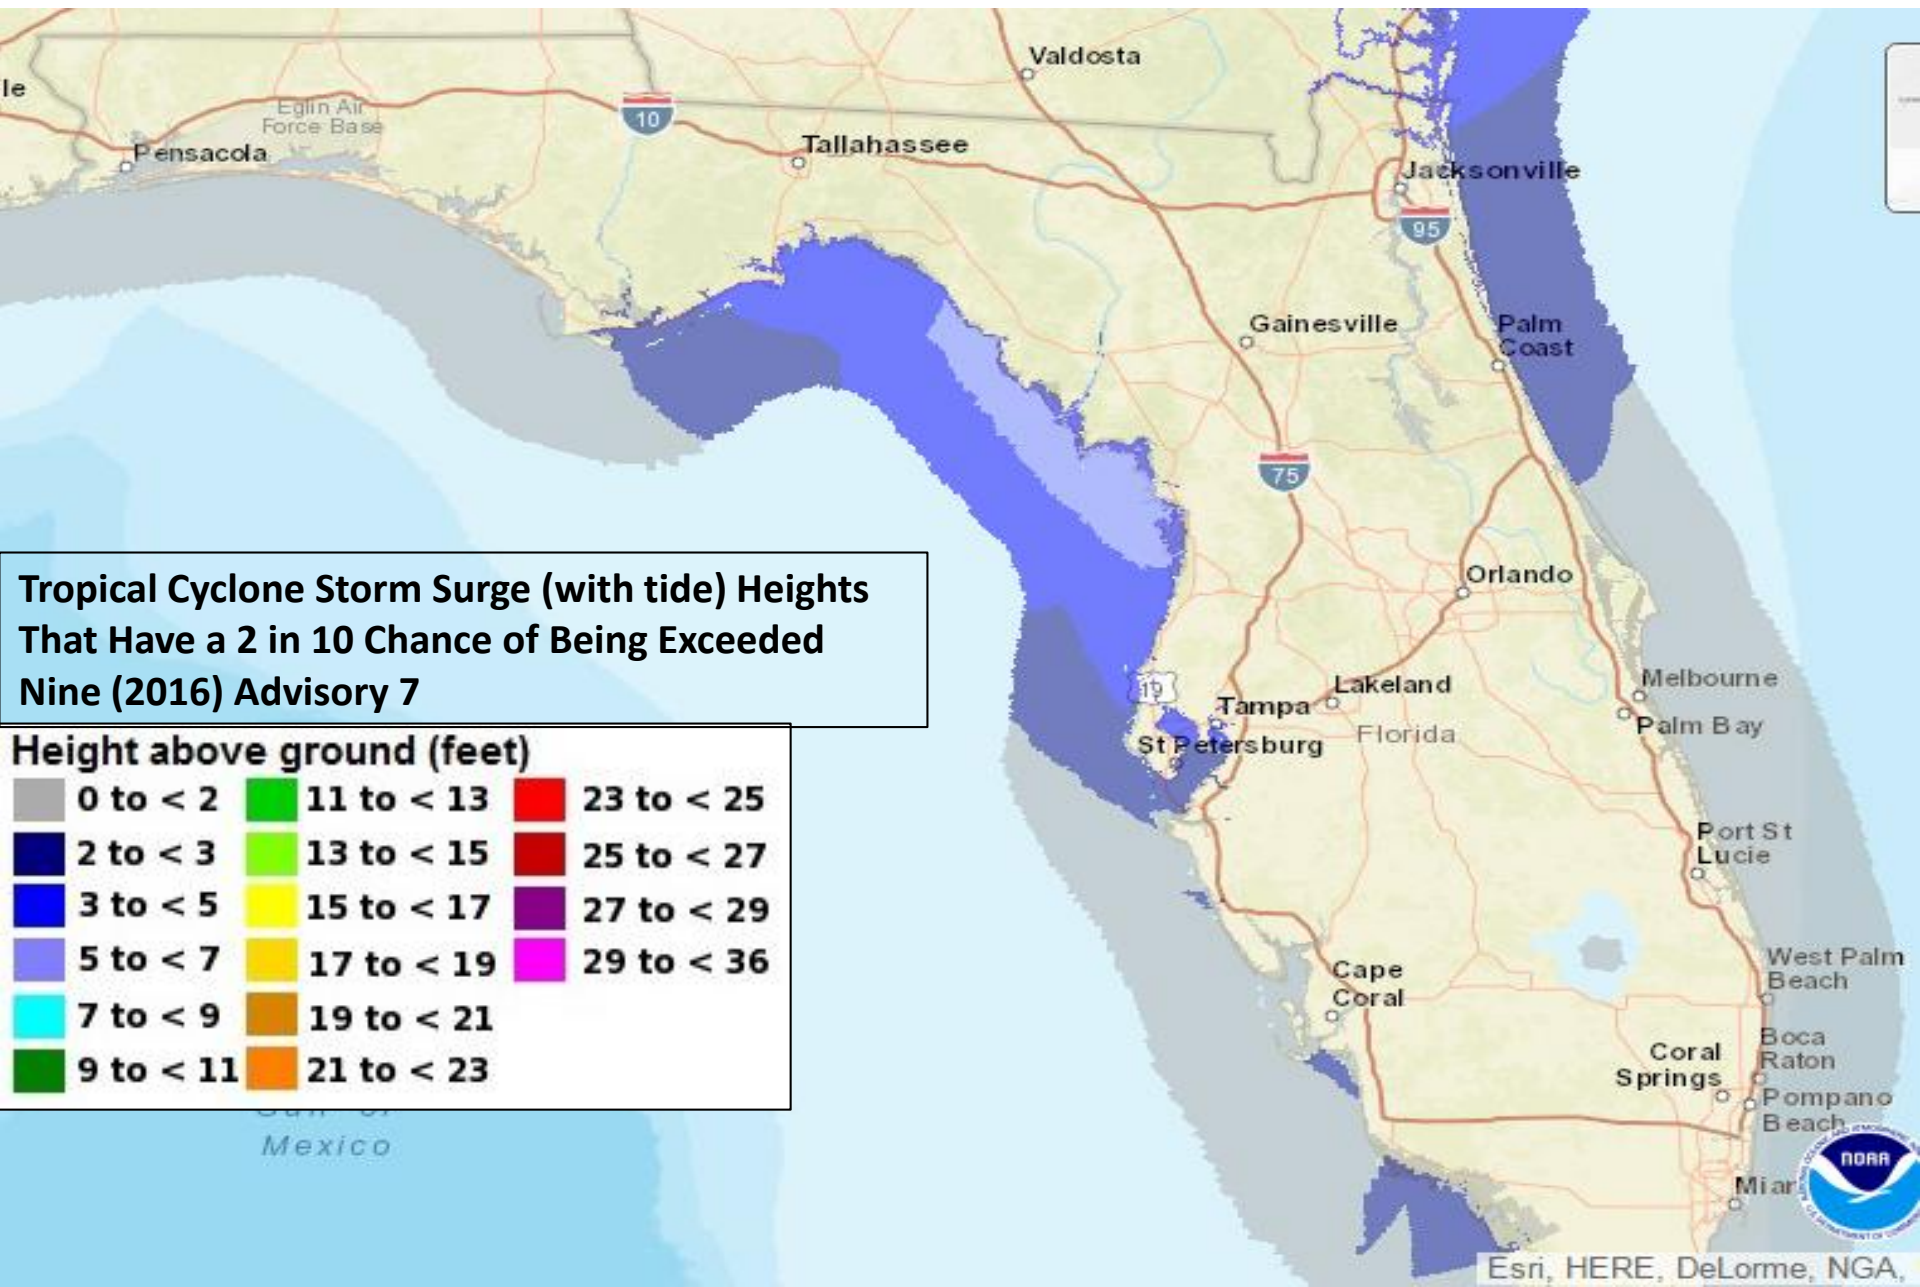 Valdosta
le
Eglin Air
Force Base
10
Pensacola
Tallahassee
Jacksonville
95
Gainesville
Palm
Coast
75
Orlando
Tropical Cyclone Storm Surge (with tide) Heights
That Have a 2 in 10 Chance of Being Exceeded
Nine (2016) Advisory 7
19
Tampa
Lakeland
Melbourne
St Petersburg
Florida
Palm Bay
Height above ground (feet)
0 to < 2
11 to < 13
23 to < 25
2 to < 3
13 to < 15
25 to < 27
3 to < 5
15 to < 17
27 to < 29
5 to < 7
17 to < 19
29 to < 36
7 to < 9
19 to < 21
9 to < 11
21 to < 23
Port St
Lucie
West Palm
Beach
Cape
Coral
Boca
Raton
Coral
Springs
Pompano
Beach
Mexico
NOAA
Miar
Esri, HERE, DeLorme, NGA,